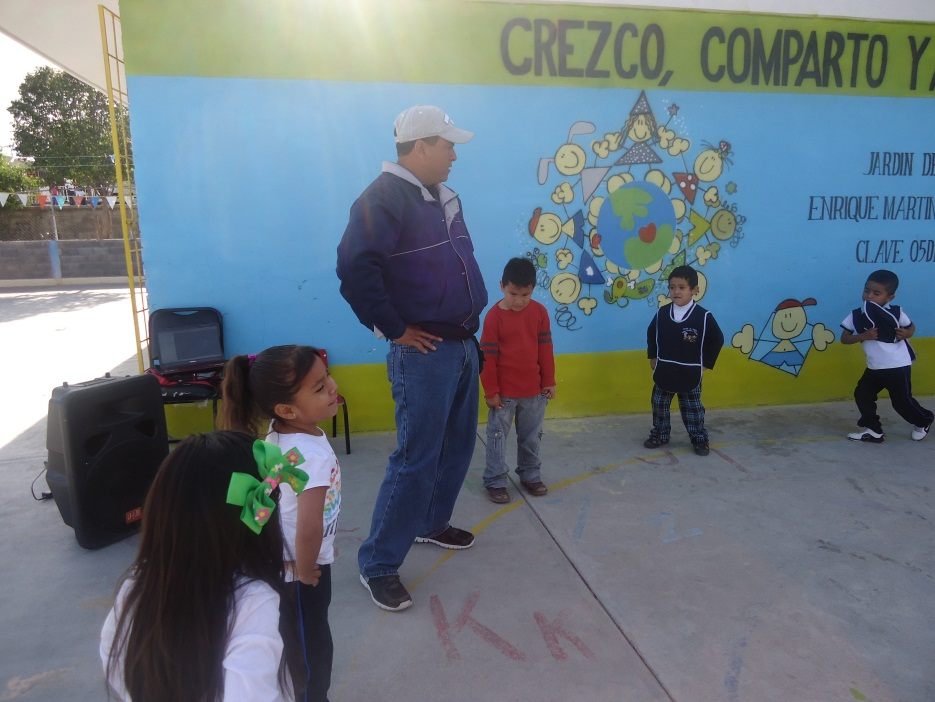 CREZCO, COMPARTO Y
JARDIN DE
ENRIQUE MARTIN
CLAVE 05D
K K